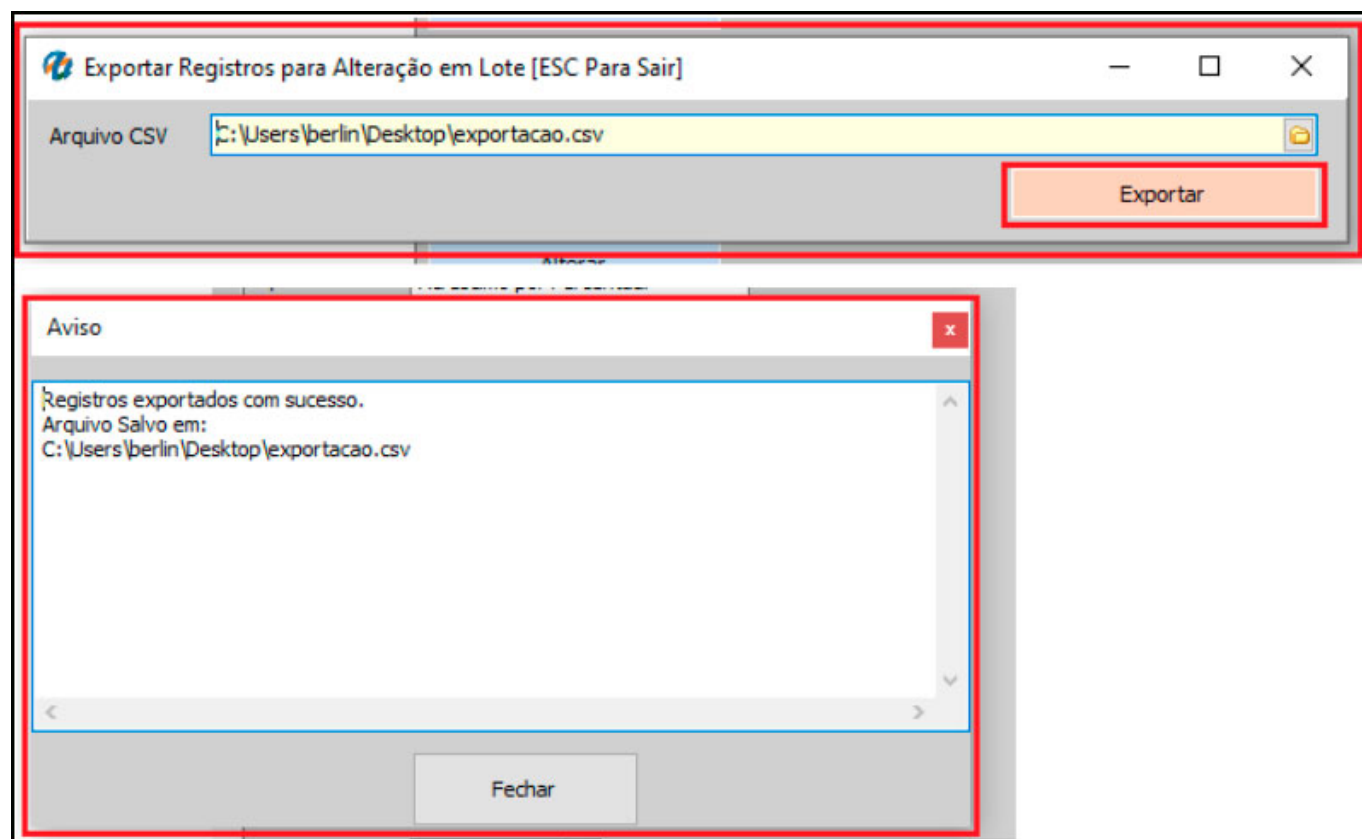 Exportar Registros para Alteração em Lote [ESC Para Sair]
Arquivo CSV
C:\Users\berlin\Desktop\exportacao.csv
Exportar
Alterar
Aviso
x
Registros exportados com sucesso.
Arquivo Salvo em:
C:\Users\berlin\Desktop\exportacao.csv
Fechar